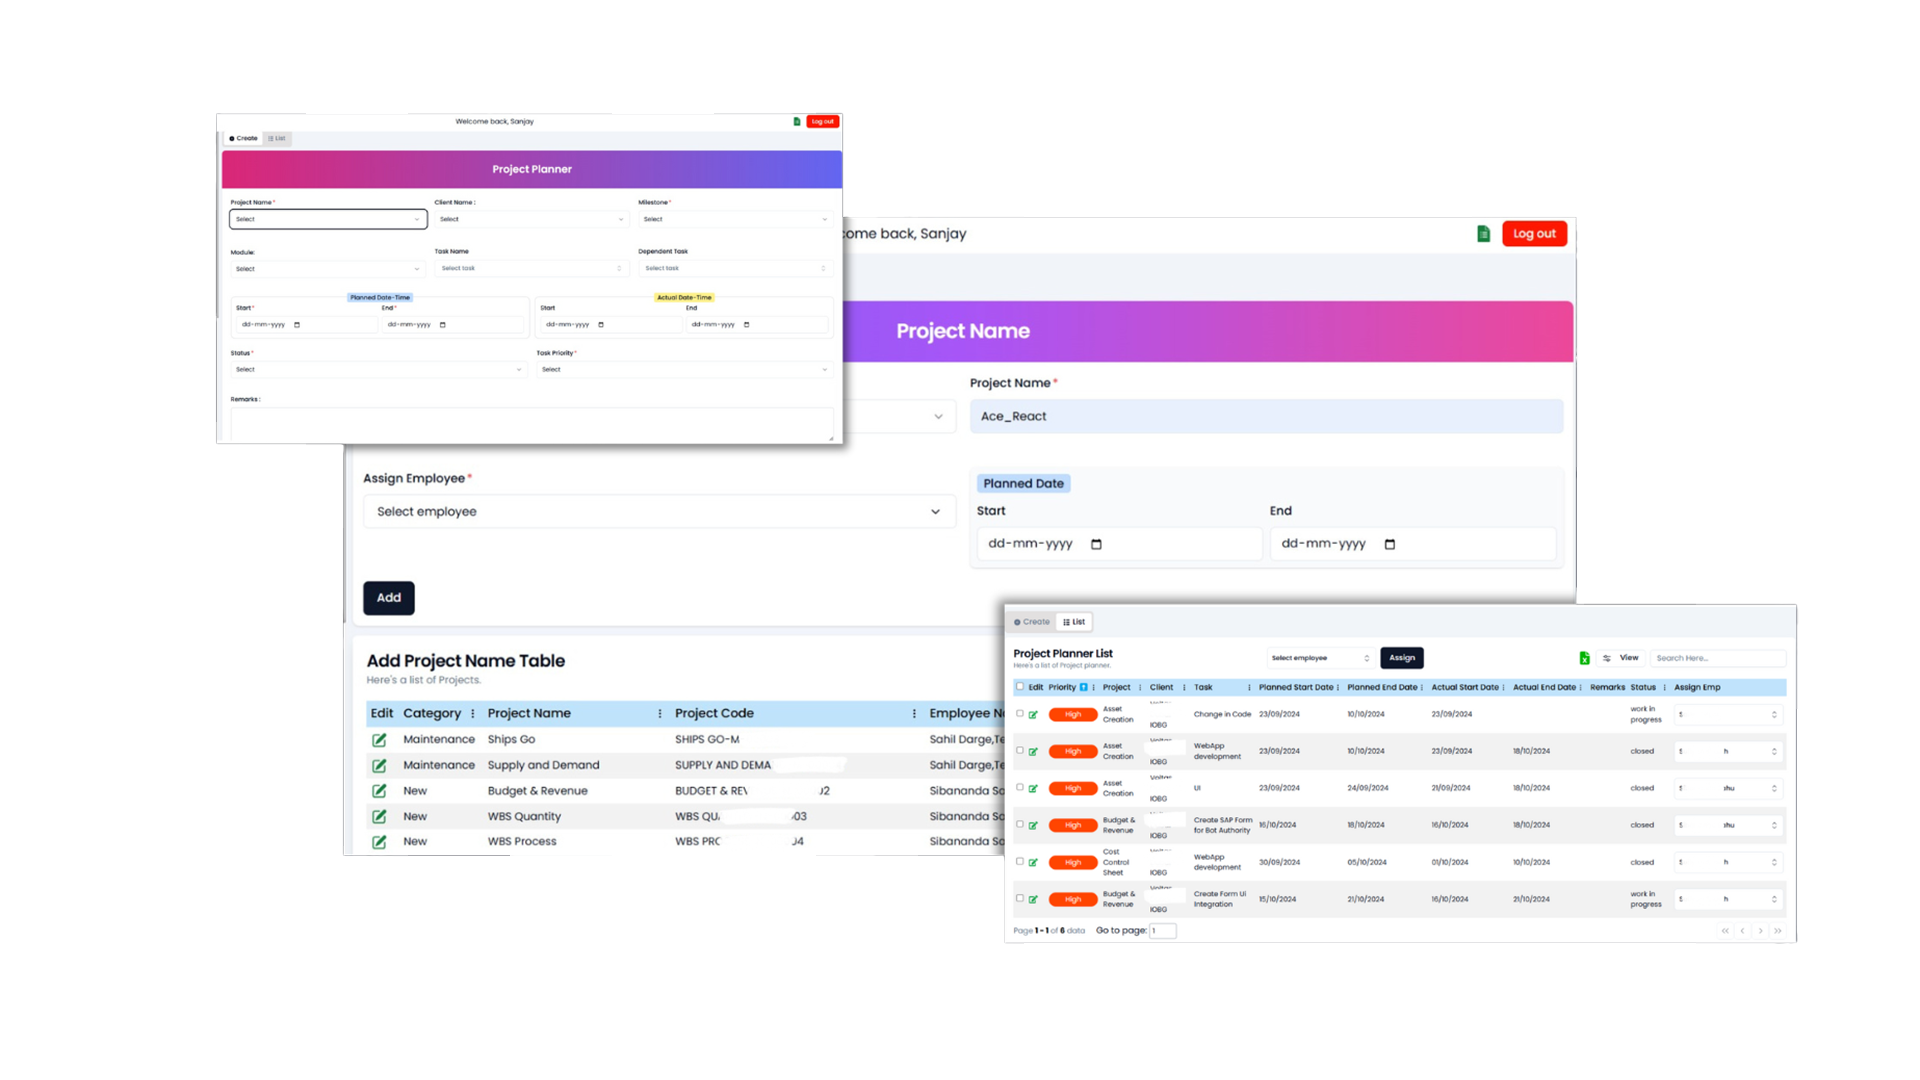 Welcome back, Sanjay
Log out
Create List
Project Planner
Project Name* Client Name : Milestone*
Select Select Select
Module: Task Name Dependent Task
Select Select task Select task
Planned Date-Time Actual Date-Time
Start* End* Start End
dd-mm-yyyy dd-mm-yyyy dd-mm-yyyy dd-mm-yyyy
Status* Task Priority*
Select Select
Remarks :
come back, Sanjay
Log out
Project Name
Project Name*
Ace_React
Assign Employee*
Select employee
Planned Date
Start End
dd-mm-yyyy dd-mm-yyyy
Add
Add Project Name Table
Here's a list of Projects.
Edit Category Project Name Project Code Employee
Maintenance Ships Go SHIPS GO-M Sahil Darge,
Maintenance Supply and Demand SUPPLY AND DEMA Sahil Darge,
New Budget & Revenue BUDGET & Sibananda
New WBS Quantity WBS 03 Sibananda
New WBS Process WBS Sibananda
Create List
Project Planner List
Here's a list of Project planner.
Select employee Assign View Search Here...
Edit Priority Project Client Task Planned Start Date Planned End Date Actual Start Date Actual End Date Remarks Status Assign Emp
High Asset Creation IOBG Change in Code 23/09/2024 10/10/2024 23/09/2024 work in progress
High Asset Creation IOBG WebApp development 23/09/2024 10/10/2024 23/09/2024 18/10/2024 closed h
High Asset Creation IOBG UI 23/09/2024 24/09/2024 21/09/2024 18/10/2024 closed shu
High Budget & Revenue IOBG Create SAP Form for Bot Authority 16/10/2024 18/10/2024 16/10/2024 18/10/2024 closed shu
High Cost Control Sheet IOBG WebApp development 30/09/2024 05/10/2024 01/10/2024 10/10/2024 closed h
High Budget & Revenue IOBG Create Form Ui Integration 15/10/2024 21/10/2024 16/10/2024 21/10/2024 work in progress h
Page 1 - 1 of 6 data Go to page: 1